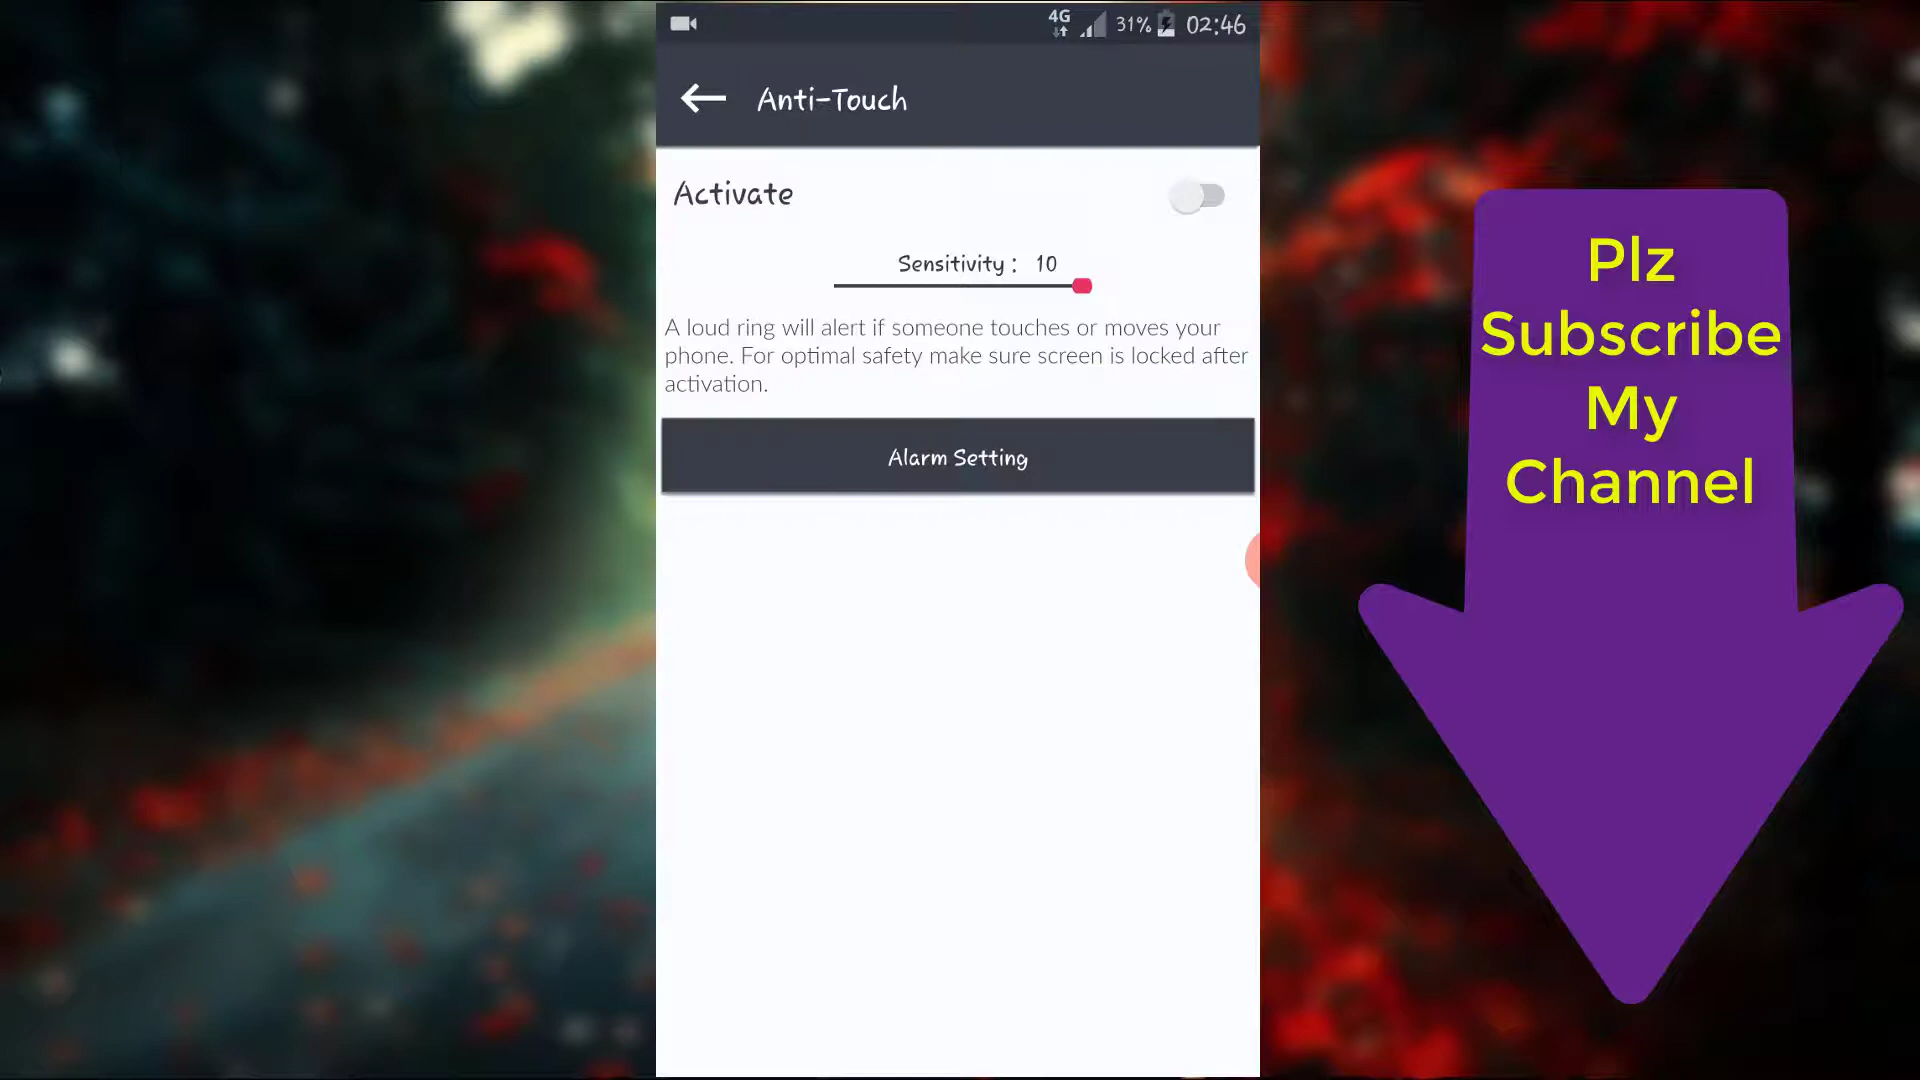 4G 31% 02:46
Anti-Touch
Activate
Sensitivity : 10
A loud ring will alert if someone touches or moves your
phone. For optimal safety make sure screen is locked after
activation.
Alarm Setting
Plz
Subscribe
My
Channel